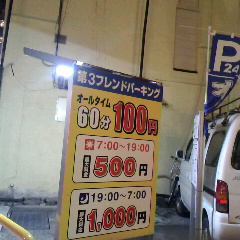 第3フレンドパーキング
オールタイム
60分 100円
7:00〜19:00
最大料金 500円
19:00〜7:00
最大料金 1,000円
P
24